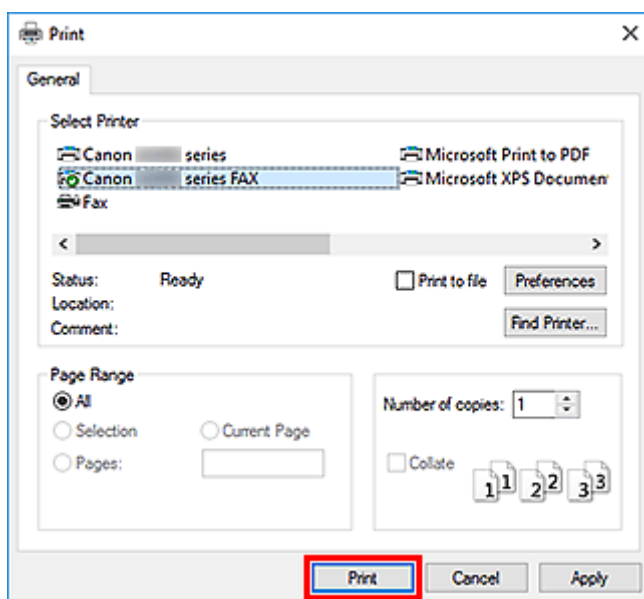 Print
General
Select Printer
Canon series
Microsoft Print to PDF
Canon series FAX
Microsoft XPS Documen
Fax
Status: Ready
Print to file
Preferences
Location:
Comment:
Find Printer...
Page Range
All
Selection
Current Page
Pages:
Number of copies: 1
Collate
1 1 2 2 3 3
Print
Cancel
Apply